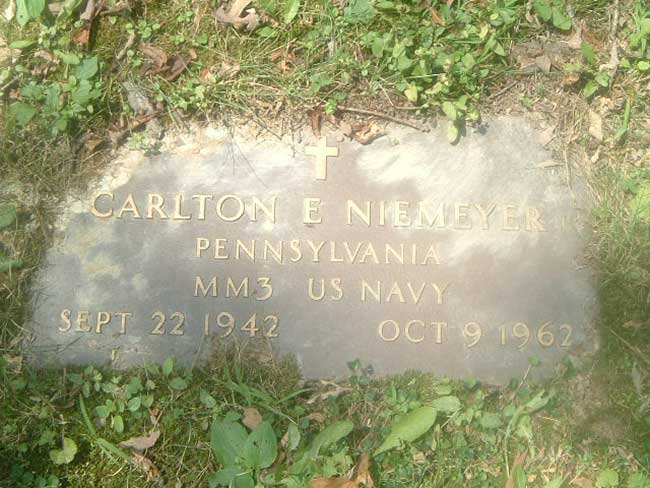 CARLTON E NIEMEYER
PENNSYLVANIA
MM3 US NAVY
SEPT 22 1942 OCT 9 1962